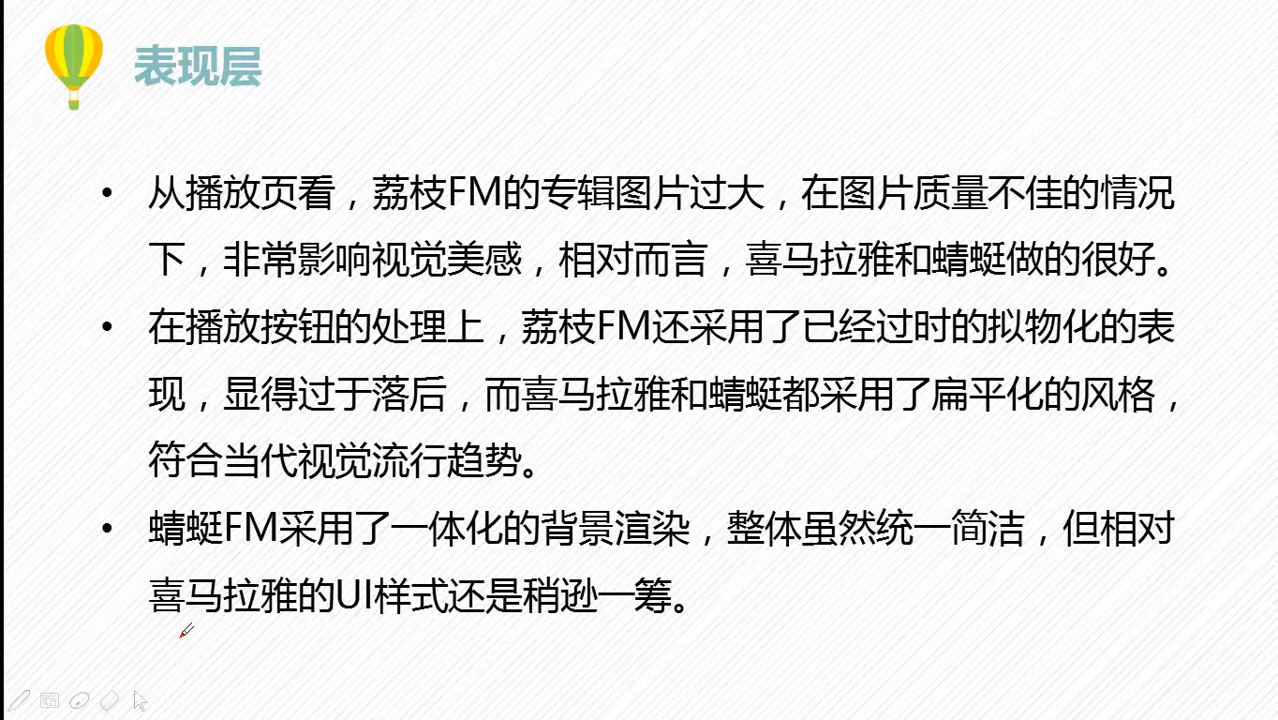 表现层
• 从播放页看，荔枝FM的专辑图片过大，在图片质量不佳的情况
下，非常影响视觉美感，相对而言，喜马拉雅和蜻蜓做的很好。
• 在播放按钮的处理上，荔枝FM还采用了已经过时的拟物化的表
现，显得过于落后，而喜马拉雅和蜻蜓都采用了扁平化的风格，
符合当代视觉流行趋势。
• 蜻蜓FM采用了一体化的背景渲染，整体虽然统一简洁，但相对
喜马拉雅的UI样式还是稍逊一筹。